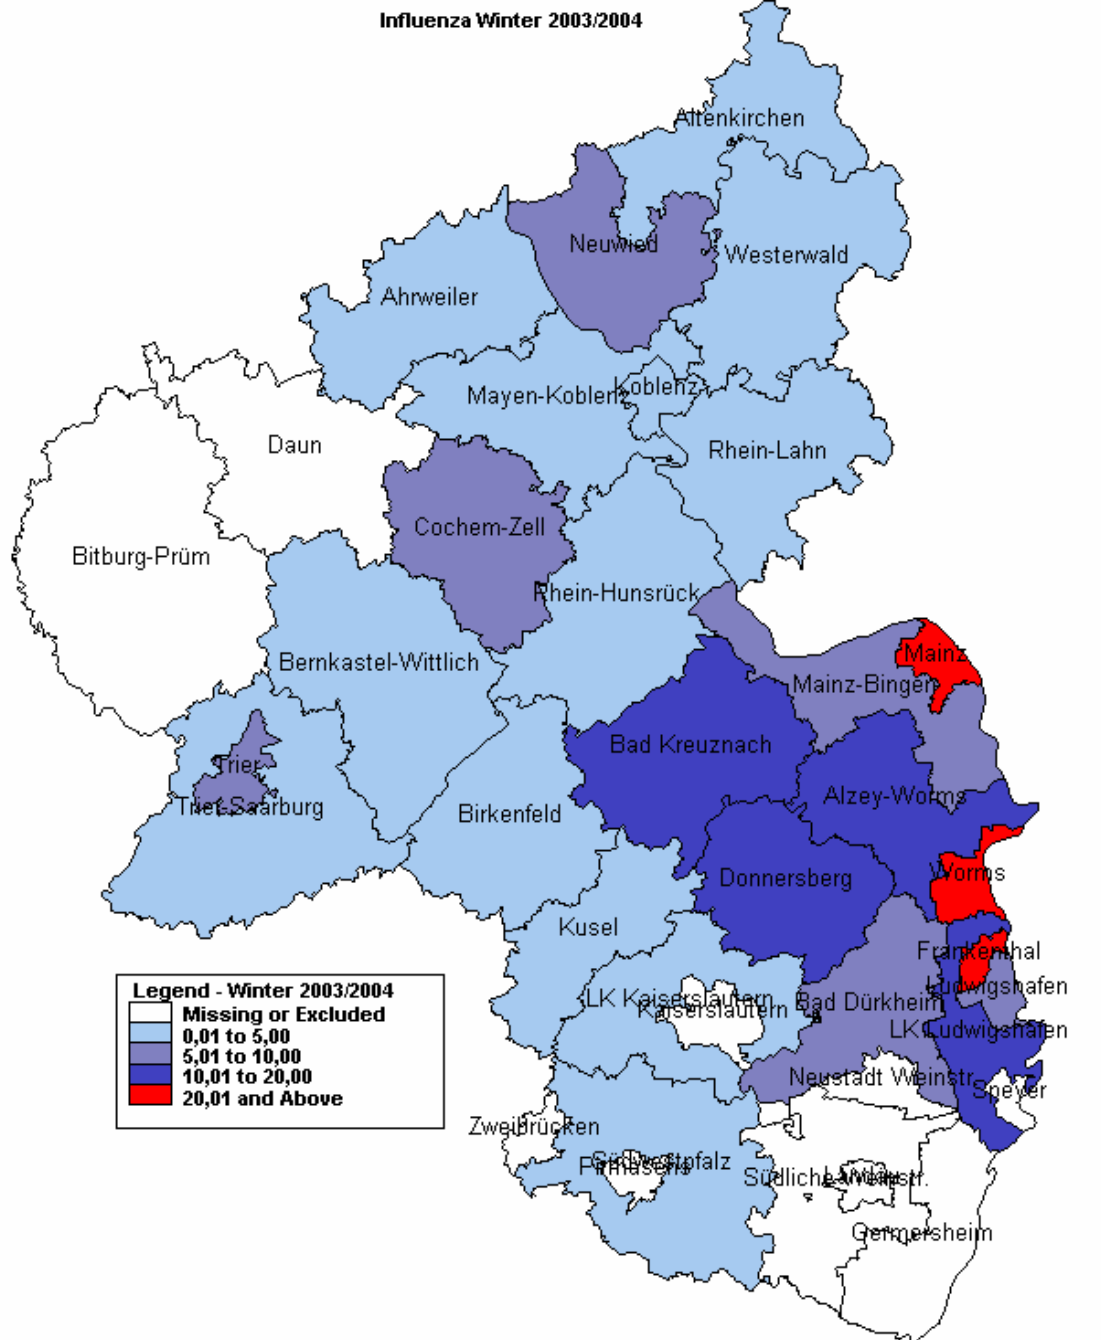 Influenza Winter 2003/2004
Altenkirchen
Neuwied
Westerwald
Ahrweiler
Mayen-Koblenz
Koblenz
Daun
Rhein-Lahn
Cochem-Zell
Bitburg-Prüm
Rhein-Hunsrück
Mainz
Bernkastel-Wittlich
Mainz-Bingen
Bad Kreuznach
Trier
Alzey-Worms
Trier-Saarburg
Birkenfeld
Worms
Donnersberg
Kusel
Frankenthal
Ludwigshafen
LK Kaiserslautern
Kaiserslautern
Bad Dürkheim
LK Ludwigshafen
Neustadt Weinstr.
Speyer
Zweibrücken
Südwestpfalz
Pirmasens
Südliche Weinstr.
Landau
Germersheim
Legend - Winter 2003/2004
Missing or Excluded
0,01 to 5,00
5,01 to 10,00
10,01 to 20,00
20,01 and Above